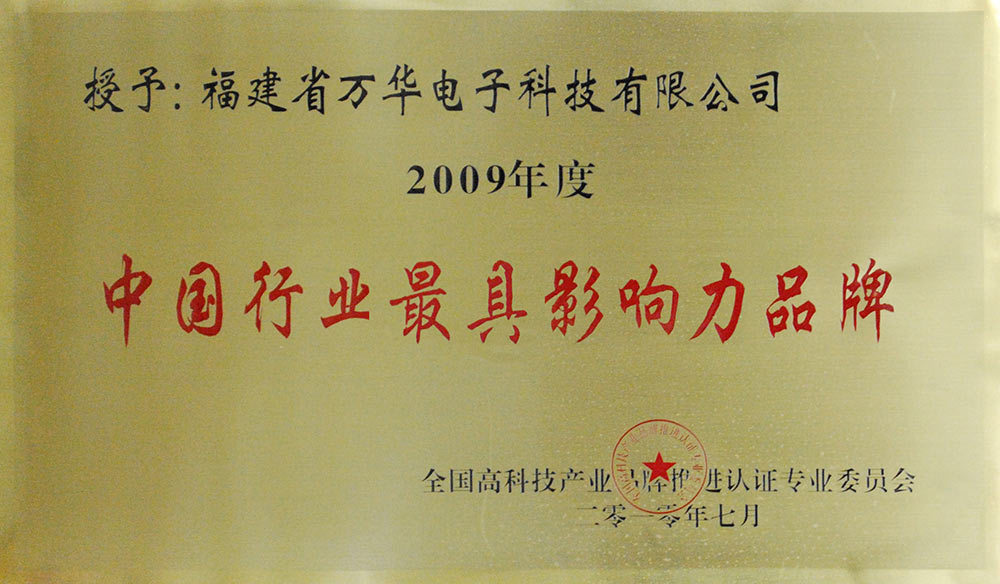 授予：福建省万华电子科技有限公司
2009年度
中国行业最具影响力品牌
全国高科技产业品牌推进认证专业委员会
二零一零年七月